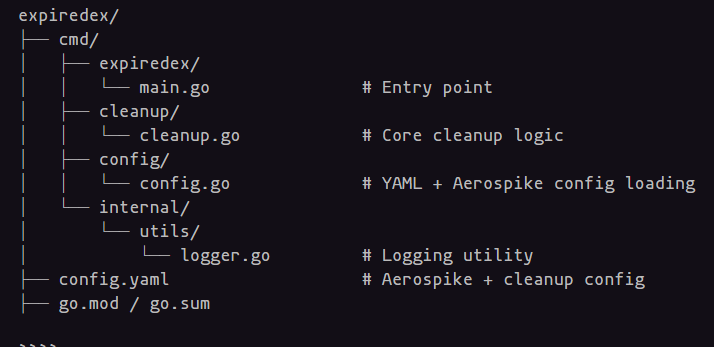 expiredex/
├── cmd/
│   ├── expiredex/
│   │   └── main.go               # Entry point
│   ├── cleanup/
│   │   └── cleanup.go            # Core cleanup logic
│   ├── config/
│   │   └── config.go             # YAML + Aerospike config loading
│   └── internal/
│       └── utils/
│           └── logger.go         # Logging utility
├── config.yaml                   # Aerospike + cleanup config
├── go.mod / go.sum